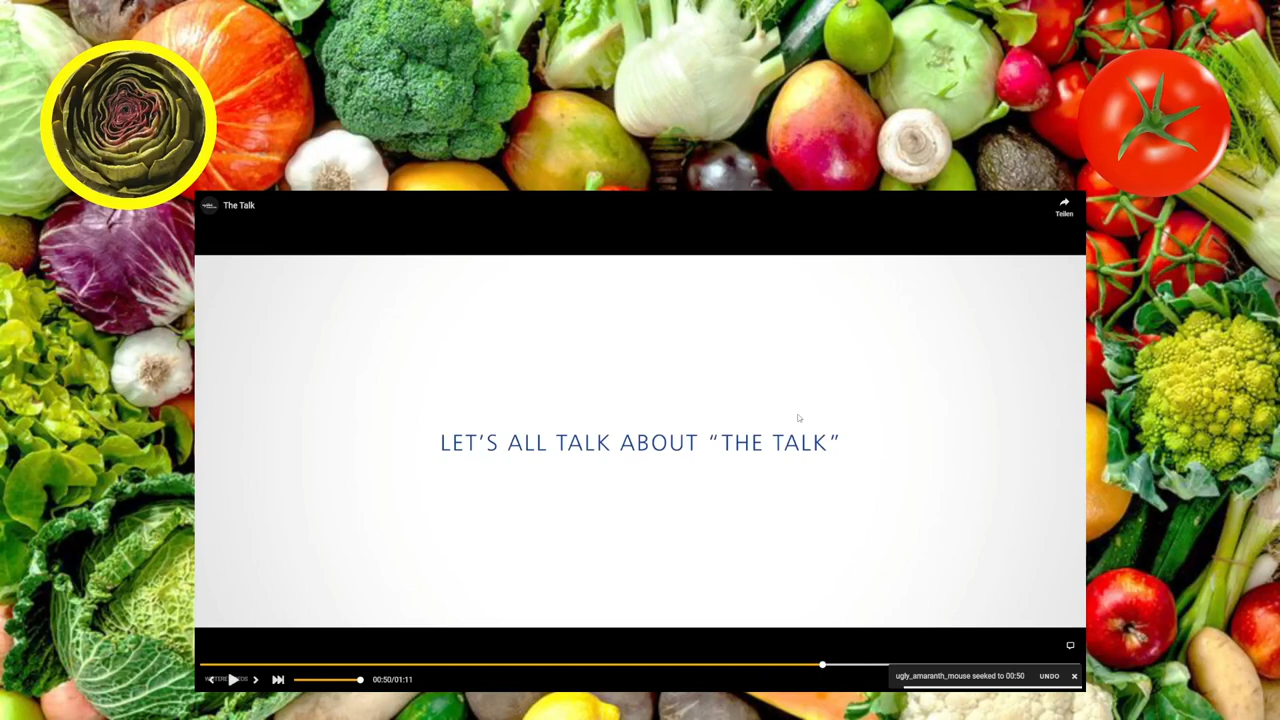 The Talk
Teilen
LET'S ALL TALK ABOUT “THE TALK”
00:50/01:11
ugly_amaranth_mouse seeked to 00:50 UNDO